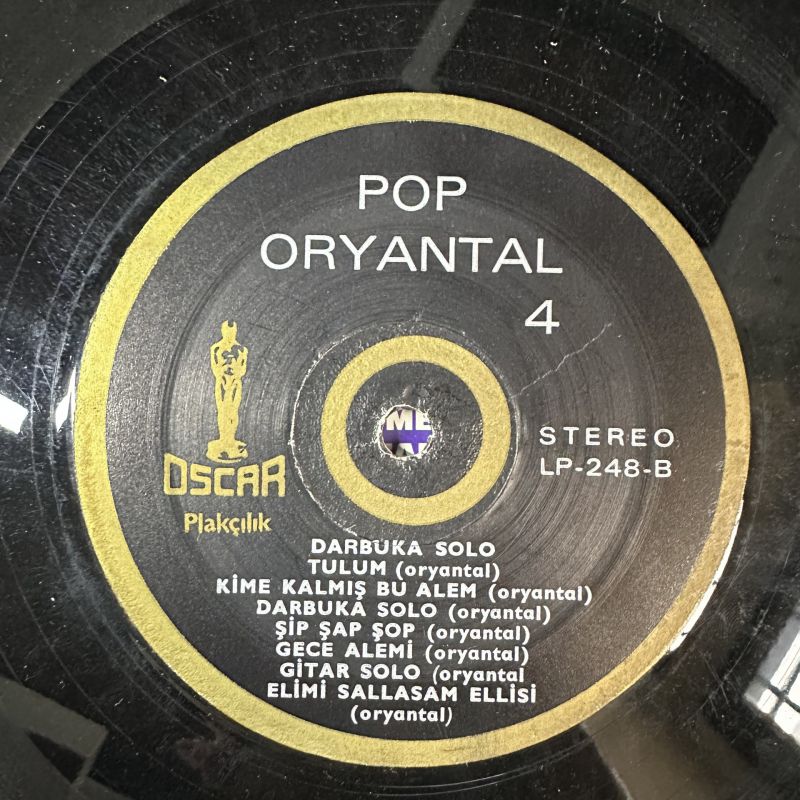 POP
ORYANTAL
4
OSCAR
Plakçılık
STEREO
LP-248-B
ME
DARBUKA SOLO
TULUM (oryantal)
KİME KALMIŞ BU ALEM (oryantal)
DARBUKA SOLO (oryantal)
ŞİP ŞAP ŞOP (oryantal)
GECE ALEMİ (oryantal)
GİTAR SOLO (oryantal
ELİMİ SALLASAM ELLİSİ
(oryantal)